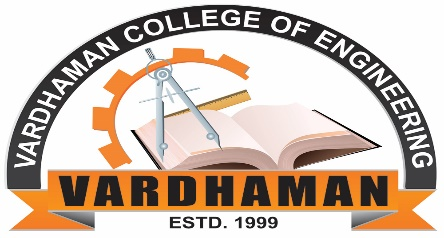 VARDHAMAN COLLEGE OF ENGINEERING
VARDHAMAN
ESTD. 1999